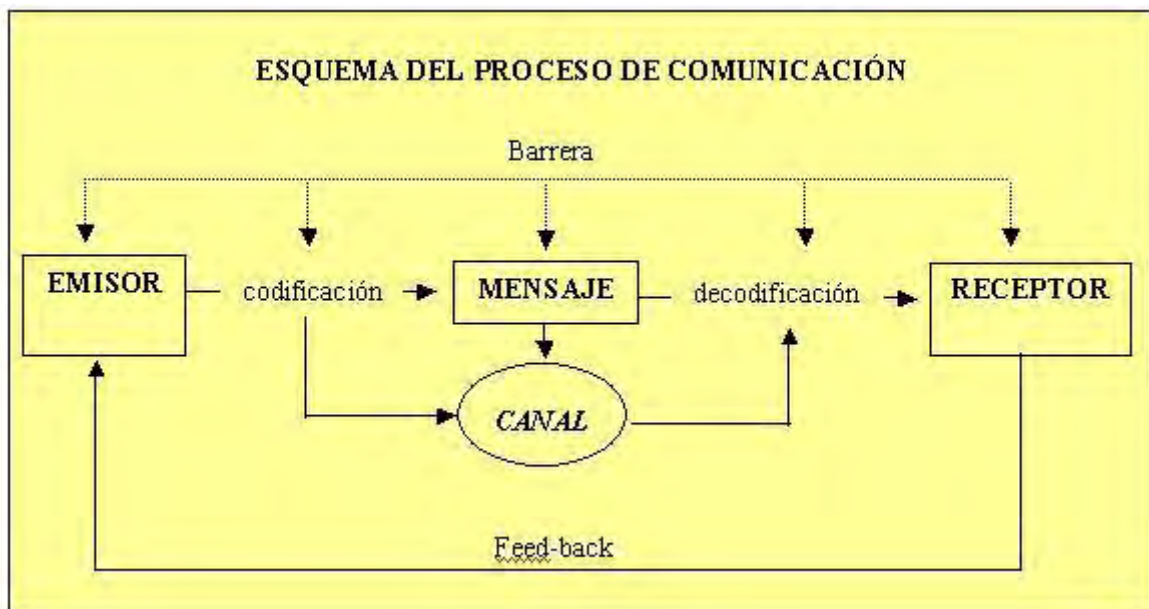 ESQUEMA DEL PROCESO DE COMUNICACIÓN
Barrera
EMISOR
codificación
MENSAJE
decodificación
RECEPTOR
CANAL
Feed-back